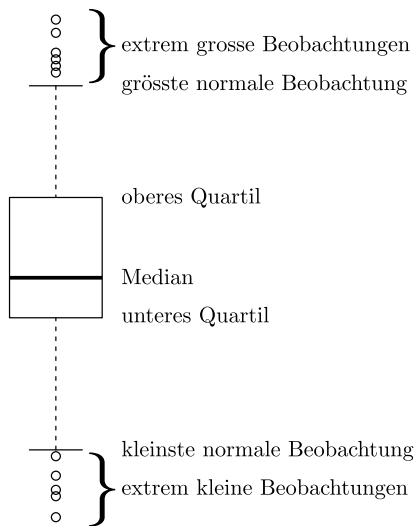 extrem grosse Beobachtungen
grösste normale Beobachtung
oberes Quartil
Median
unteres Quartil
kleinste normale Beobachtung
extrem kleine Beobachtungen